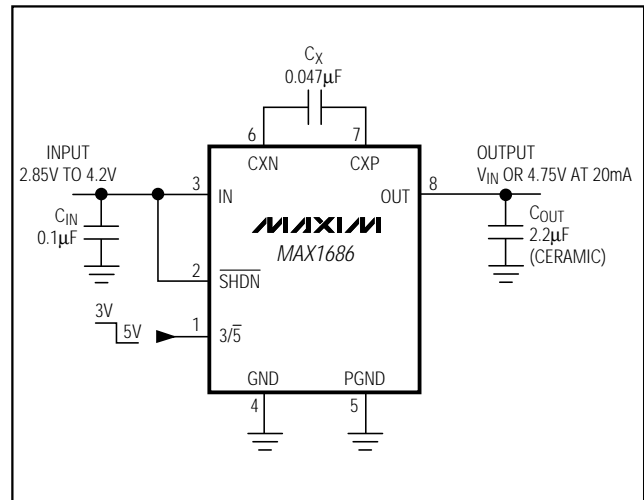 CX
0.047µF
6 7
CXN CXP
INPUT
2.85V TO 4.2V
3 IN
CIN
0.1µF
2 S̅H̅D̅N̅
3V
5V
1 3/5̅
MAXIM
MAX1686
OUT 8
OUTPUT
VIN OR 4.75V AT 20mA
COUT
2.2µF
(CERAMIC)
GND PGND
4 5